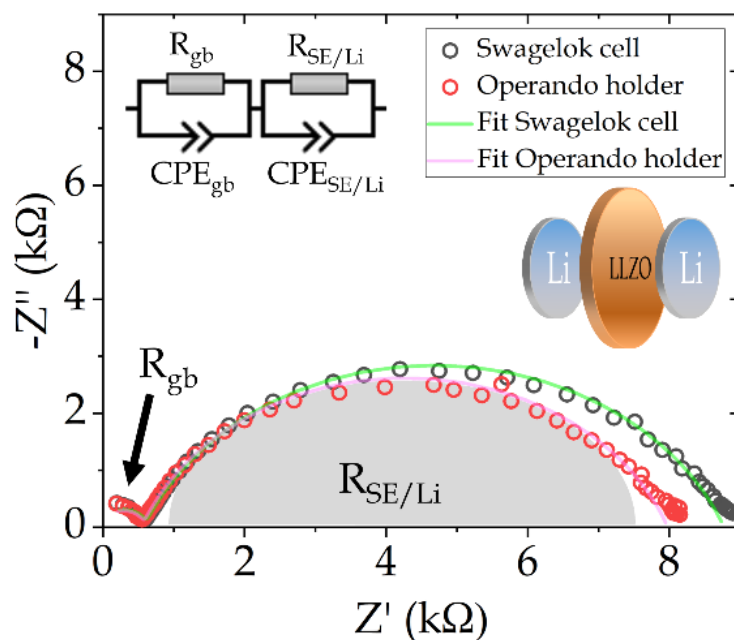 R_gb R_SE/Li
CPE_gb CPE_SE/Li
Swagelok cell
Operando holder
Fit Swagelok cell
Fit Operando holder
Li LLZO Li
R_gb
R_SE/Li
8
6
4
2
0
-Z'' (kΩ)
0 2 4 6 8
Z' (kΩ)